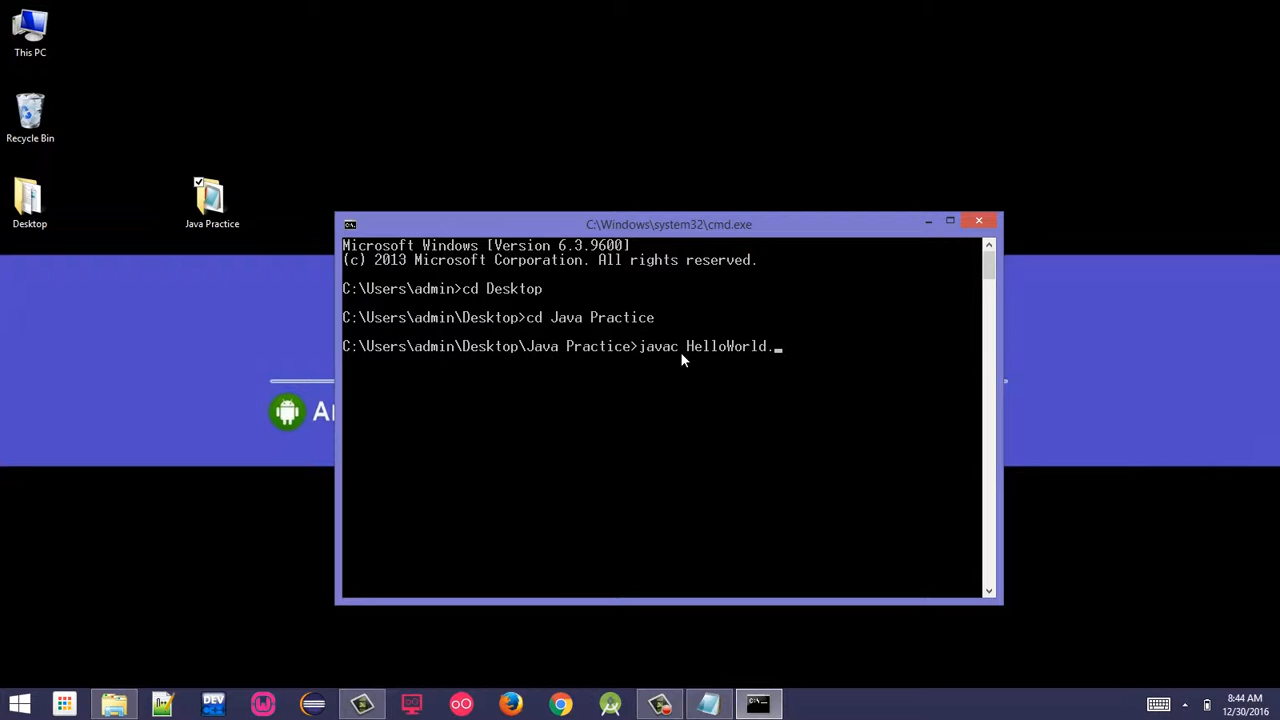 This PC
Recycle Bin
Desktop
Java Practice
C:\Windows\system32\cmd.exe
Microsoft Windows [Version 6.3.9600]
(c) 2013 Microsoft Corporation. All rights reserved.
C:\Users\admin>cd Desktop
C:\Users\admin\Desktop>cd Java Practice
C:\Users\admin\Desktop\Java Practice>javac HelloWorld._
DEV
8:44 AM
12/30/2016